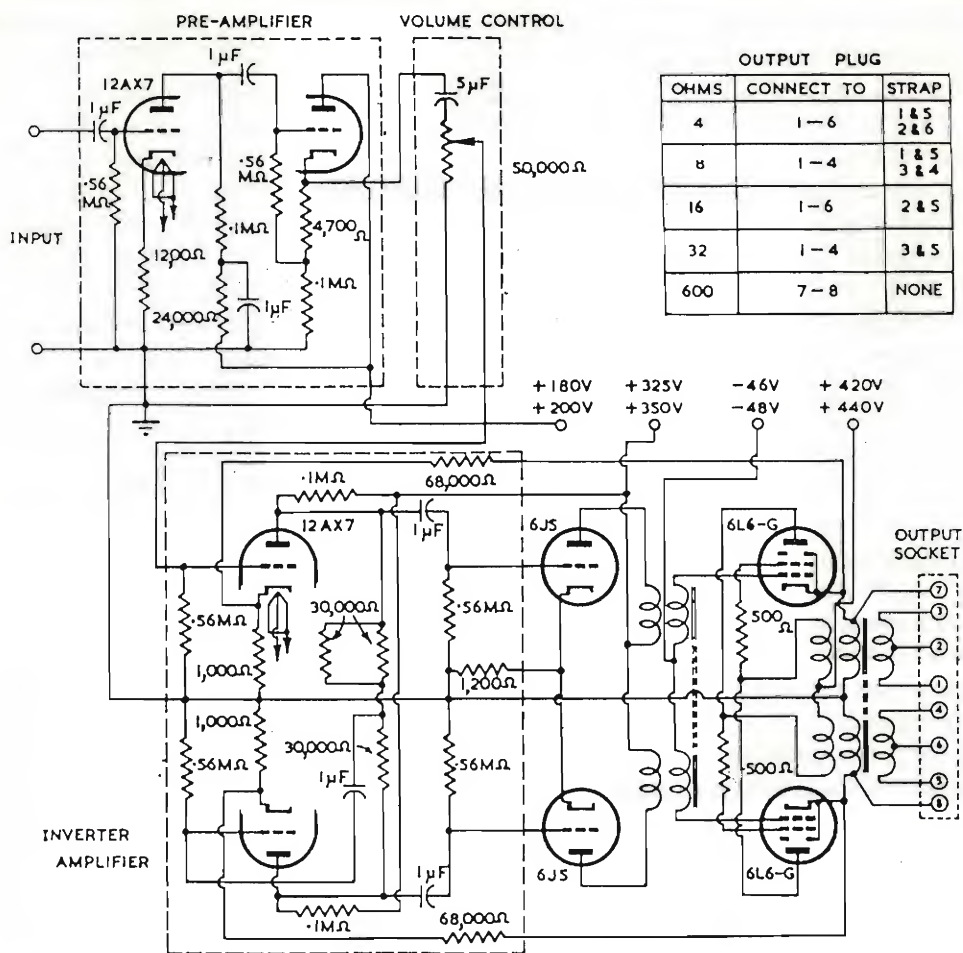 PRE-AMPLIFIER
VOLUME CONTROL
1µF
12AX7
1µF
5µF
·56
MΩ
·56
MΩ
50,000Ω
INPUT
·1MΩ
4,700Ω
1200Ω
·1MΩ
1µF
24,000Ω
OUTPUT PLUG
OHMS CONNECT TO STRAP
4 1–6 1 & 5
2 & 6
8 1–4 1 & 5
3 & 4
16 1–6 2 & 5
32 1–4 3 & 5
600 7–8 NONE
+180V +325V –46V +420V
+200V +350V –48V +440V
68,000Ω
·1MΩ
12AX7
1µF
6J5
6L6-G
OUTPUT
SOCKET
·56MΩ
30,000Ω
·56MΩ
500
Ω
7
3
2
1
1,000Ω
1,200Ω
1,000Ω
4
6
5
8
·56MΩ
30,000Ω
1µF
·56MΩ
·500Ω
INVERTER
AMPLIFIER
1µF
6J5
6L6-G
·1MΩ
68,000Ω